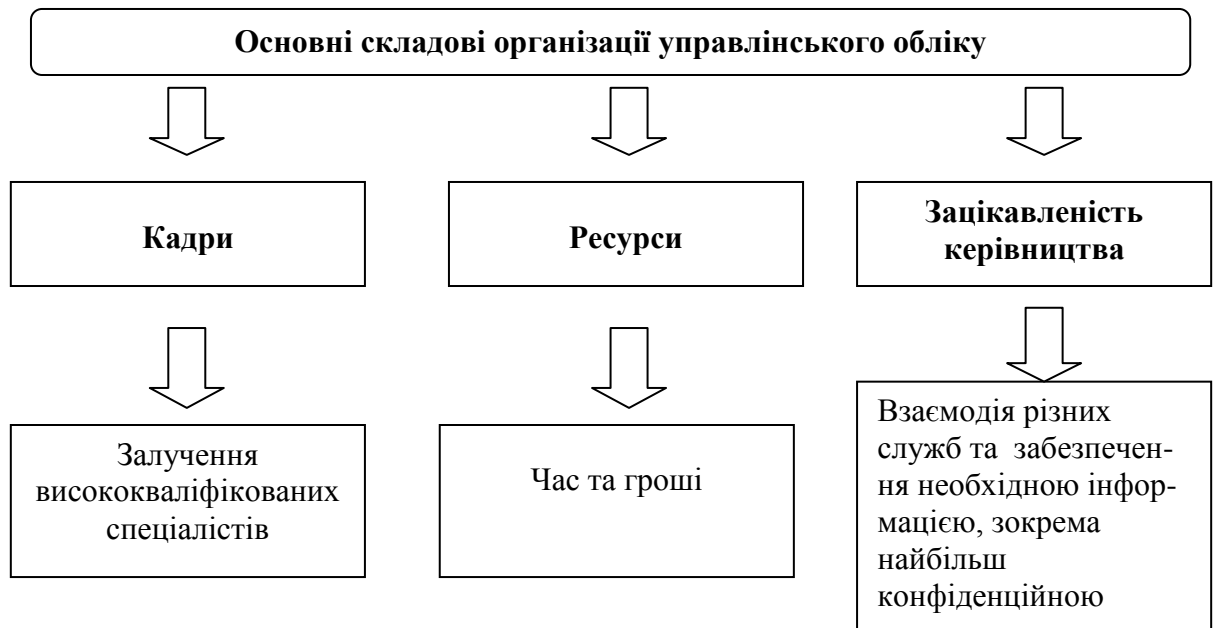 Основні складові організації управлінського обліку
Кадри
Ресурси
Зацікавленість
керівництва
Залучення
висококваліфікованих
спеціалістів
Час та гроші
Взаємодія різних
служб та забезпечен-
ня необхідною інфор-
мацією, зокрема
найбільш
конфіденційною